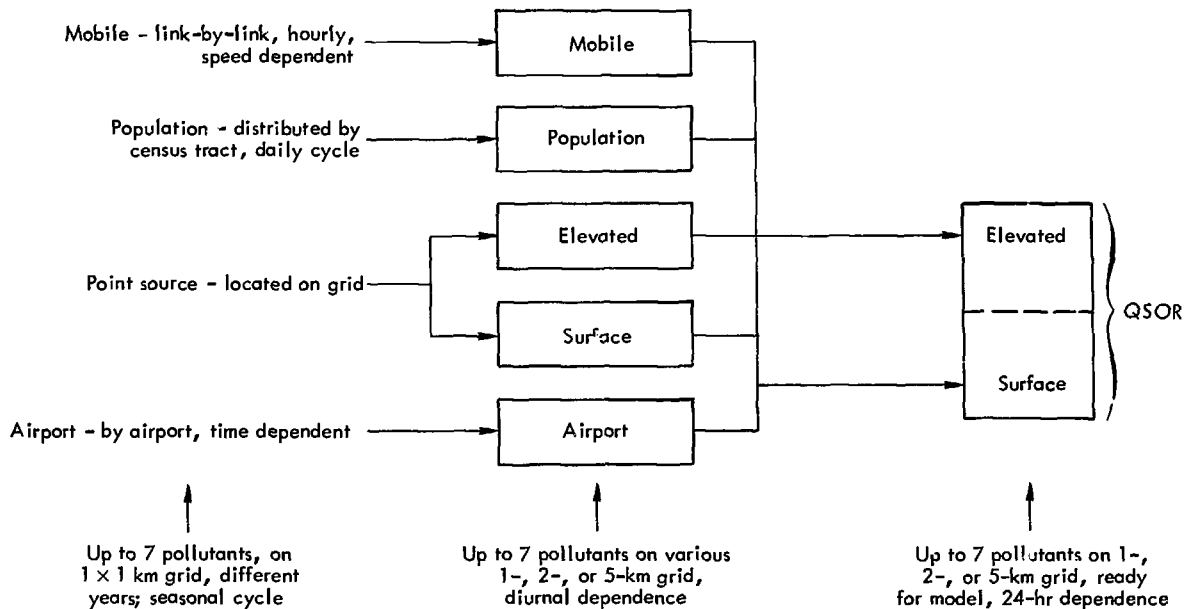 Mobile - link-by-link, hourly,
speed dependent
Mobile
Population - distributed by
census tract, daily cycle
Population
Elevated
Point source - located on grid
Surface
Airport - by airport, time dependent
Airport
Elevated
Surface
QSOR
Up to 7 pollutants, on
1 × 1 km grid, different
years; seasonal cycle
Up to 7 pollutants on various
1-, 2-, or 5-km grid,
diurnal dependence
Up to 7 pollutants on 1-,
2-, or 5-km grid, ready
for model, 24-hr dependence